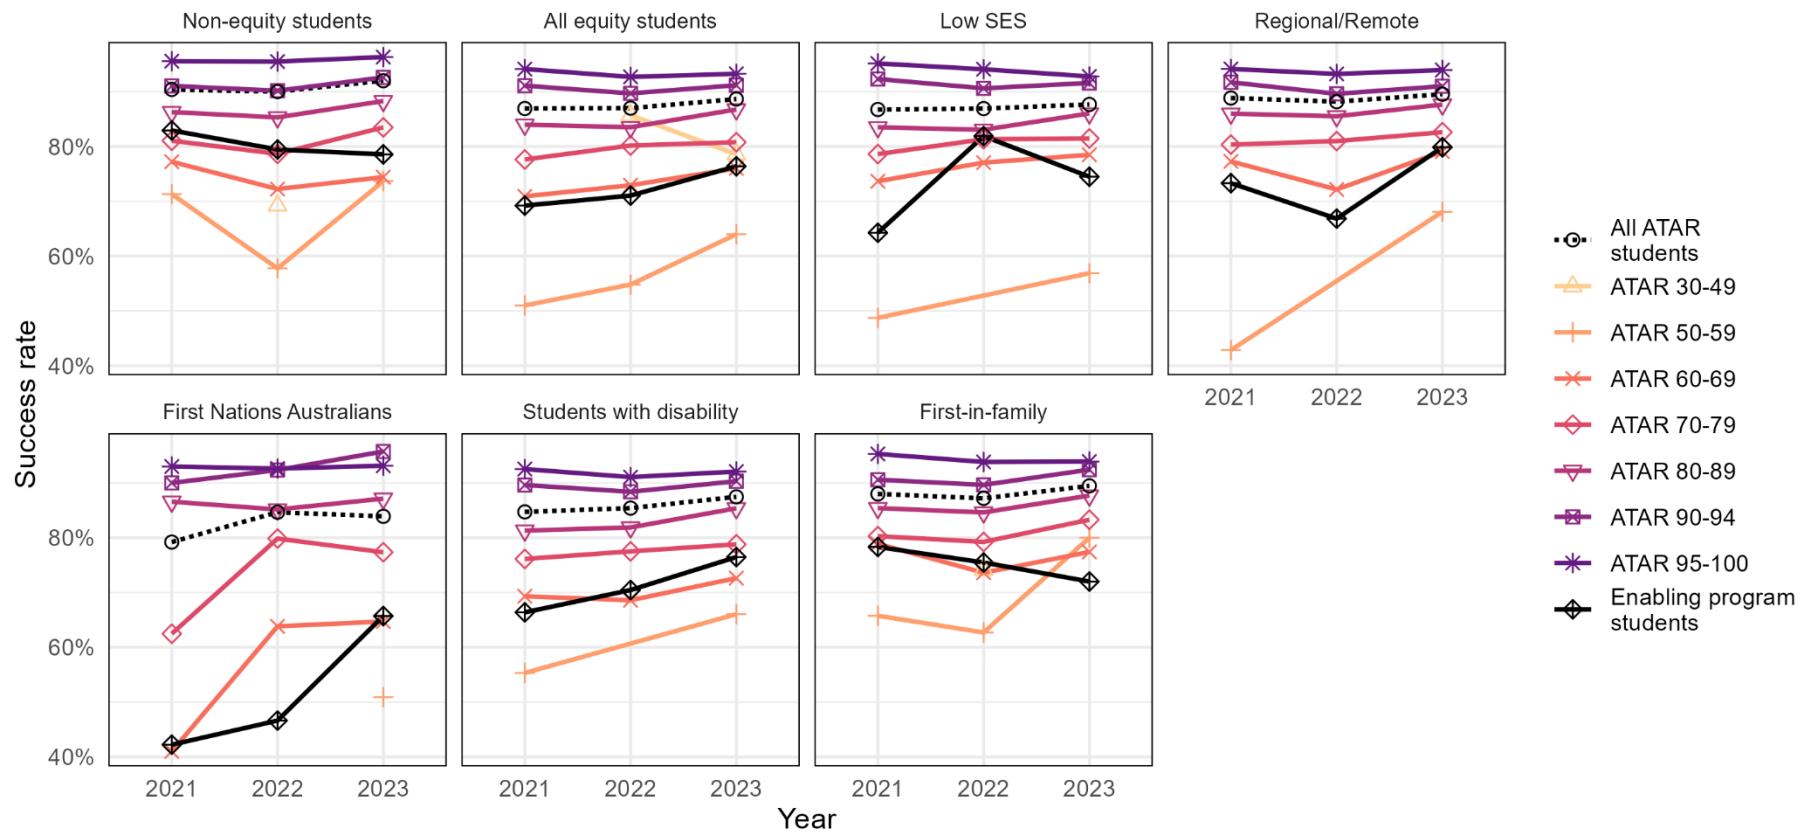 Non-equity students
All equity students
Low SES
Regional/Remote
80%
60%
40%
2021 2022 2023
First Nations Australians
Students with disability
First-in-family
80%
60%
40%
2021 2022 2023
2021 2022 2023
2021 2022 2023
Success rate
Year
All ATAR
students
ATAR 30-49
ATAR 50-59
ATAR 60-69
ATAR 70-79
ATAR 80-89
ATAR 90-94
ATAR 95-100
Enabling program
students